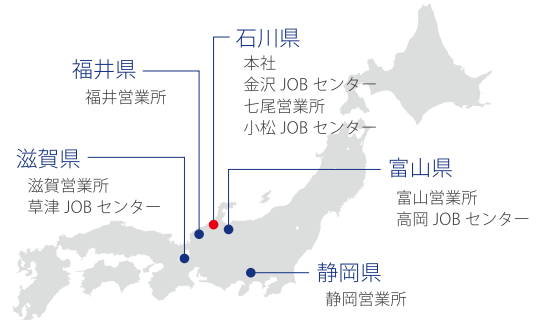 石川県
本社
金沢 JOB センター
七尾営業所
小松 JOB センター
福井県
福井営業所
滋賀県
滋賀営業所
草津 JOB センター
富山県
富山営業所
高岡 JOB センター
静岡県
静岡営業所